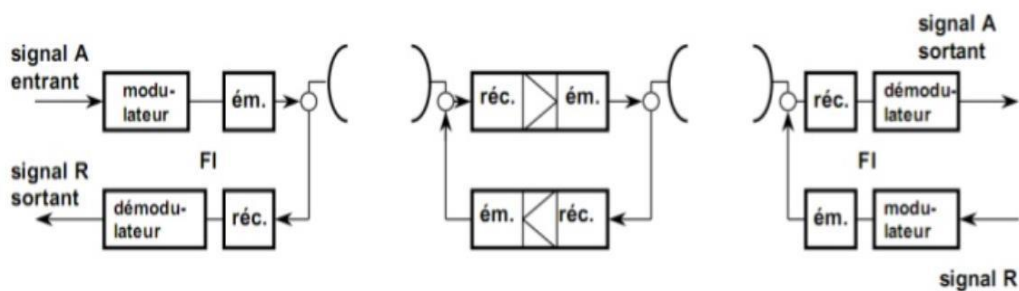 signal A
entrant
modu-
lateur
ém.
réc.
ém.
signal A
sortant
réc.
démodu-
lateur
FI
FI
signal R
sortant
démodu-
lateur
réc.
ém.
réc.
ém.
modu-
lateur
signal R